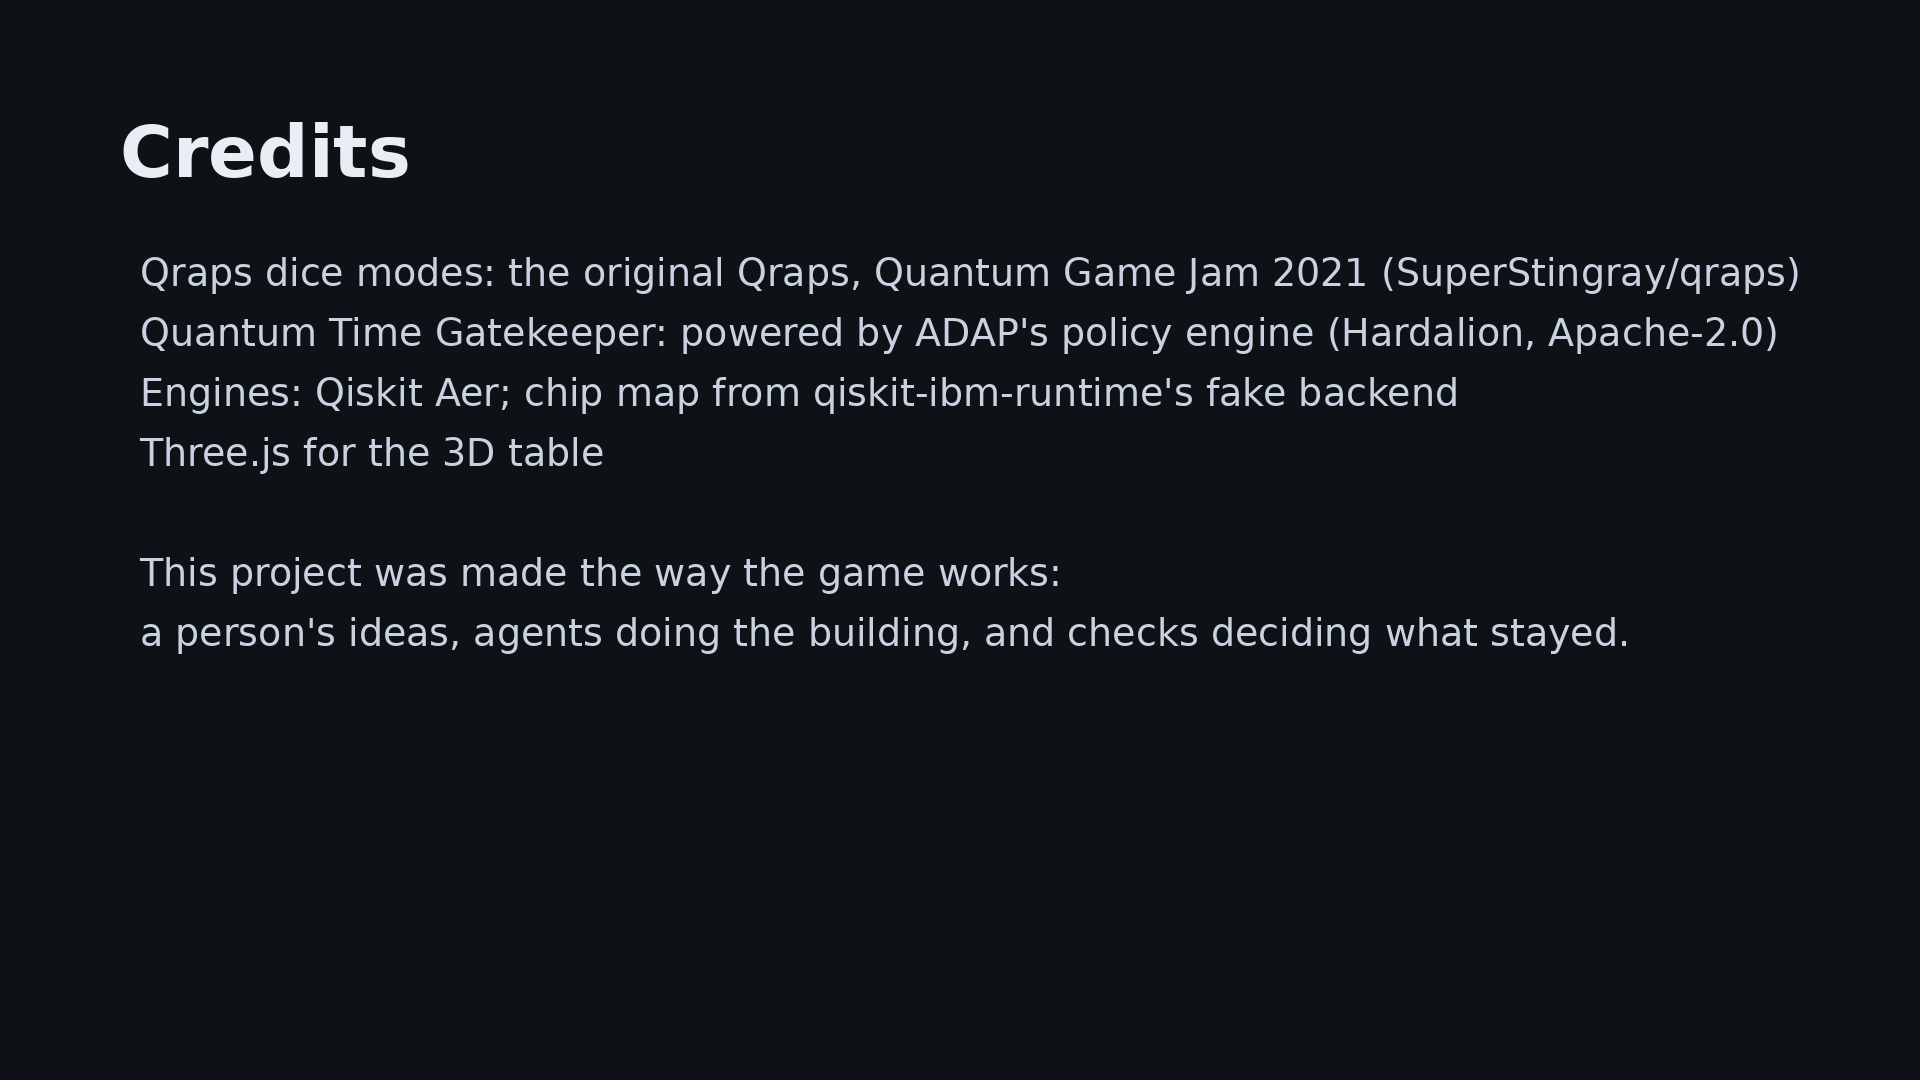 Credits
Qraps dice modes: the original Qraps, Quantum Game Jam 2021 (SuperStingray/qraps)
Quantum Time Gatekeeper: powered by ADAP's policy engine (Hardalion, Apache-2.0)
Engines: Qiskit Aer; chip map from qiskit-ibm-runtime's fake backend
Three.js for the 3D table
This project was made the way the game works:
a person's ideas, agents doing the building, and checks deciding what stayed.